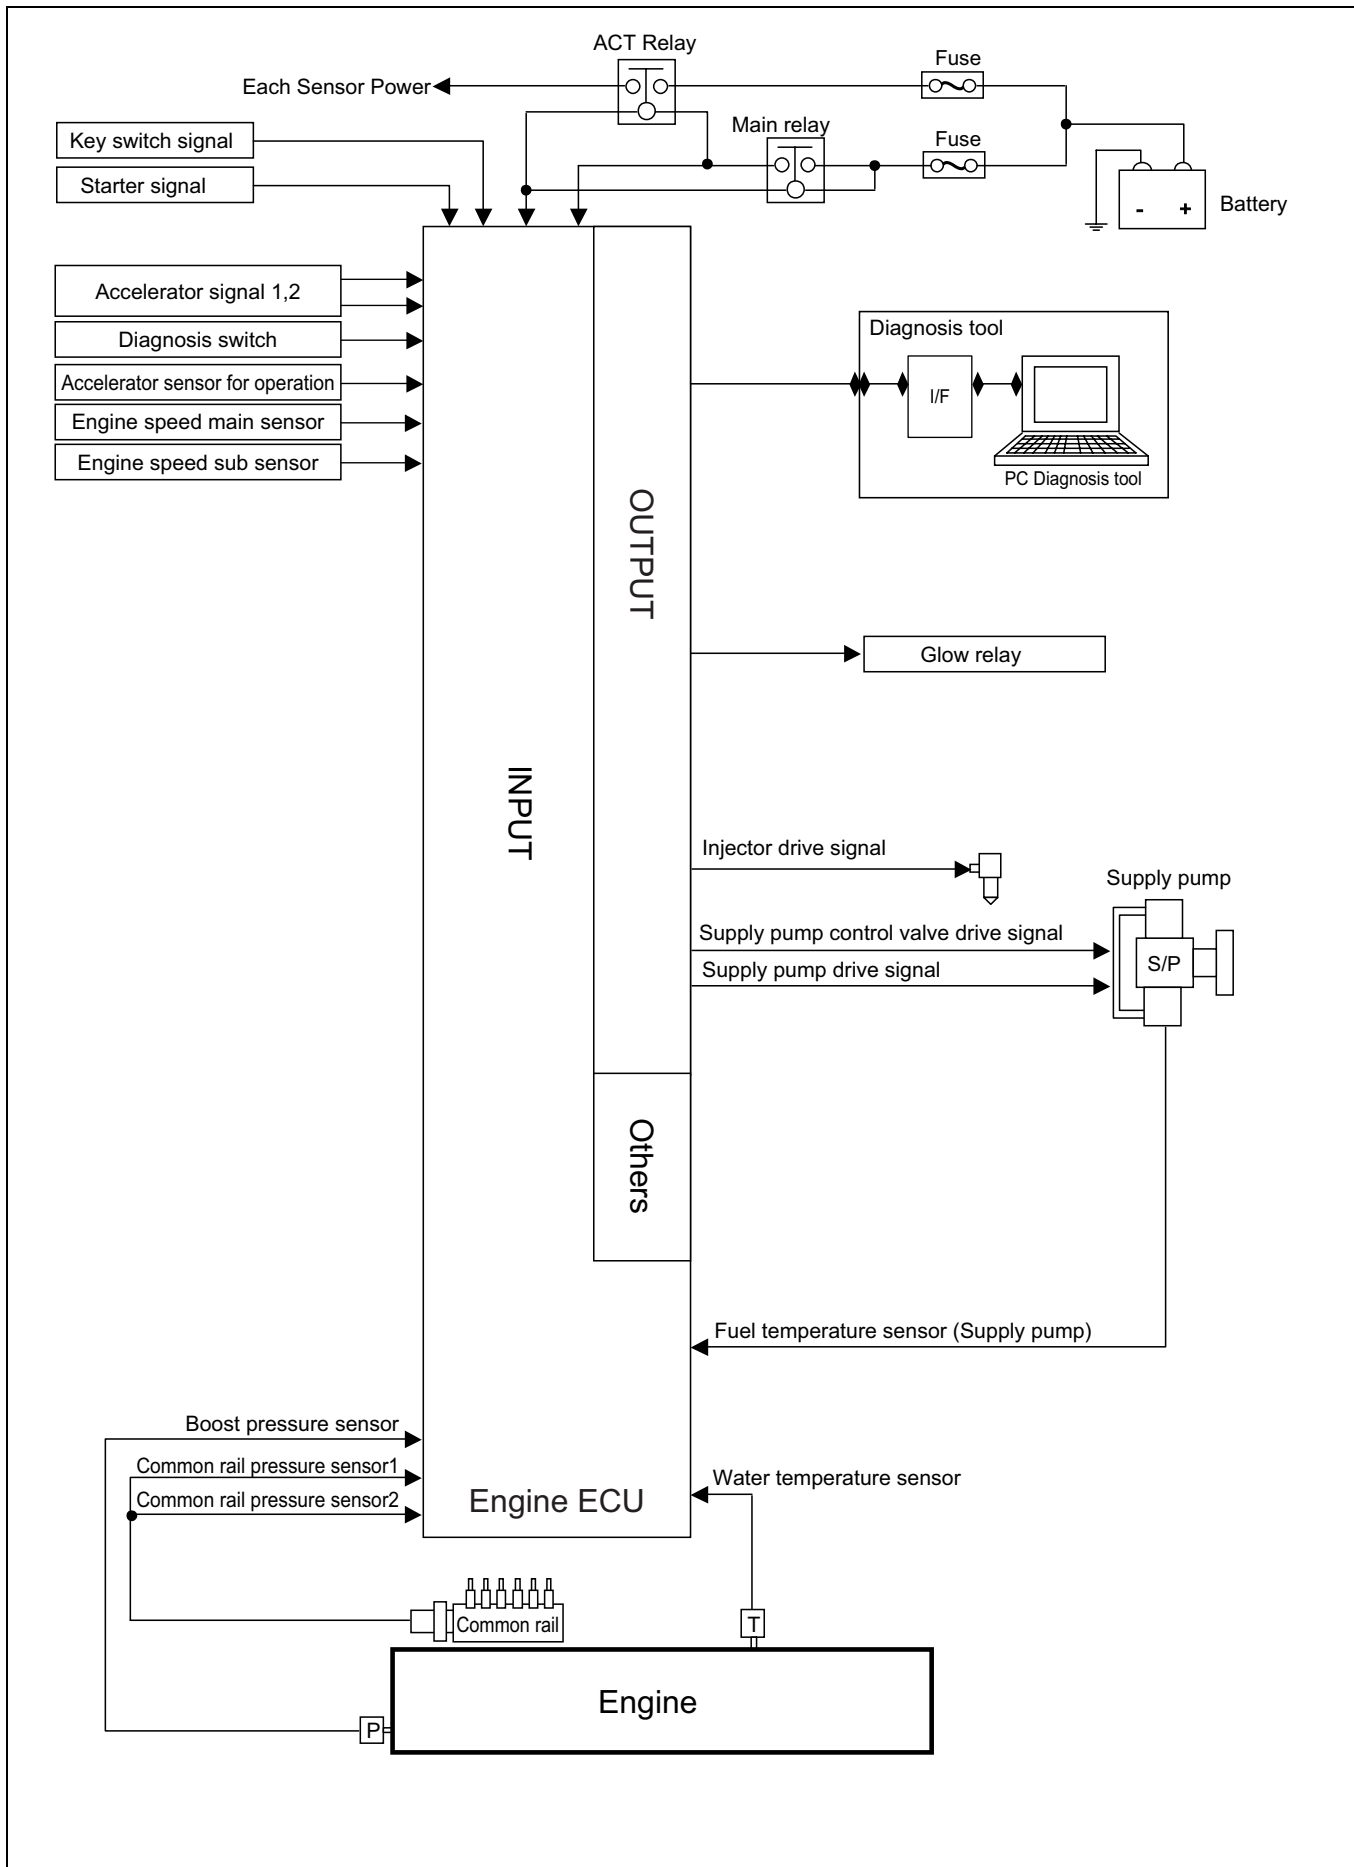 ACT Relay
Fuse
Each Sensor Power
Main relay
Fuse
Key switch signal
Starter signal
- +
Battery
Accelerator signal 1,2
Diagnosis switch
Accelerator sensor for operation
Engine speed main sensor
Engine speed sub sensor
Diagnosis tool
I/F
PC Diagnosis tool
OUTPUT
Glow relay
INPUT
Injector drive signal
Supply pump
Supply pump control valve drive signal
S/P
Supply pump drive signal
Others
Fuel temperature sensor (Supply pump)
Boost pressure sensor
Common rail pressure sensor1
Common rail pressure sensor2
Water temperature sensor
Engine ECU
Common rail
T
Engine
P